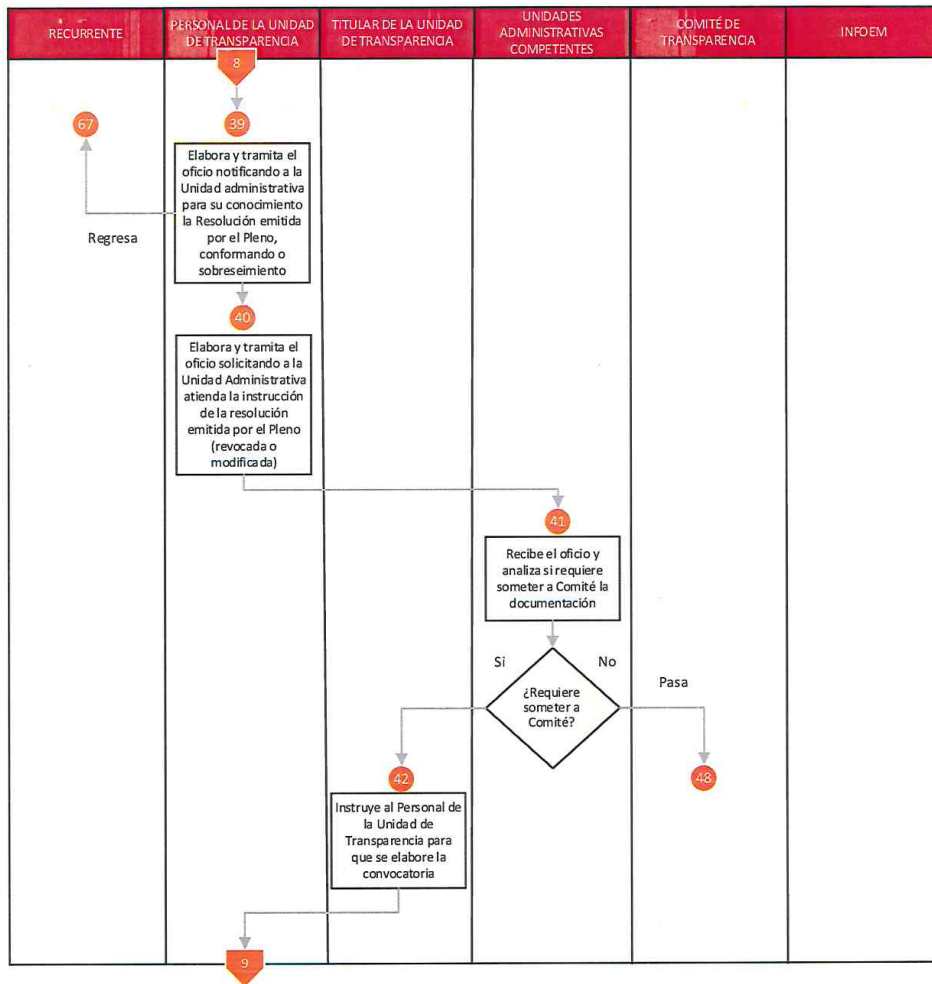 RECURRENTE
PERSONAL DE LA UNIDAD
DE TRANSPARENCIA
TITULAR DE LA UNIDAD
DE TRANSPARENCIA
UNIDADES
ADMINISTRATIVAS
COMPETENTES
COMITÉ DE
TRANSPARENCIA
INFOEM
8
67
39
Elabora y tramita el
oficio notificando a la
Unidad administrativa
para su conocimiento
la Resolución emitida
por el Pleno,
conformando o
sobreseimiento
Regresa
40
Elabora y tramita el
oficio solicitando a la
Unidad Administrativa
atienda la instrucción
de la resolución
emitida por el Pleno
(revocada o
modificada)
41
Recibe el oficio y
analiza si requiere
someter a Comité la
documentación
Si
No
¿Requiere
someter a
Comité?
Pasa
42
48
Instruye al Personal de
la Unidad de
Transparencia para
que se elabore la
convocatoria
9